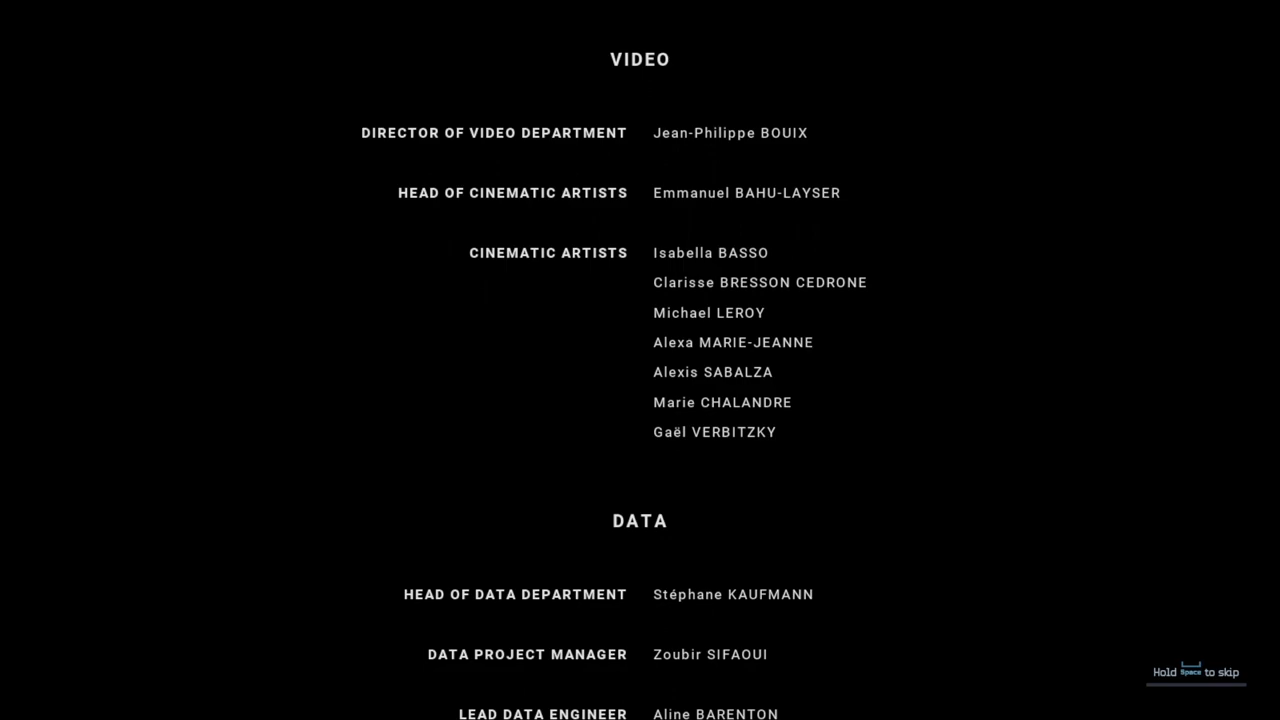 VIDEO
DIRECTOR OF VIDEO DEPARTMENT Jean-Philippe BOUIX
HEAD OF CINEMATIC ARTISTS Emmanuel BAHU-LAYSER
CINEMATIC ARTISTS Isabella BASSO
Clarisse BRESSON CEDRONE
Michael LEROY
Alexa MARIE-JEANNE
Alexis SABALZA
Marie CHALANDRE
Gaël VERBITZKY
DATA
HEAD OF DATA DEPARTMENT Stéphane KAUFMANN
DATA PROJECT MANAGER Zoubir SIFAOUI
Hold Space to skip
LEAD DATA ENGINEER Aline BARENTON